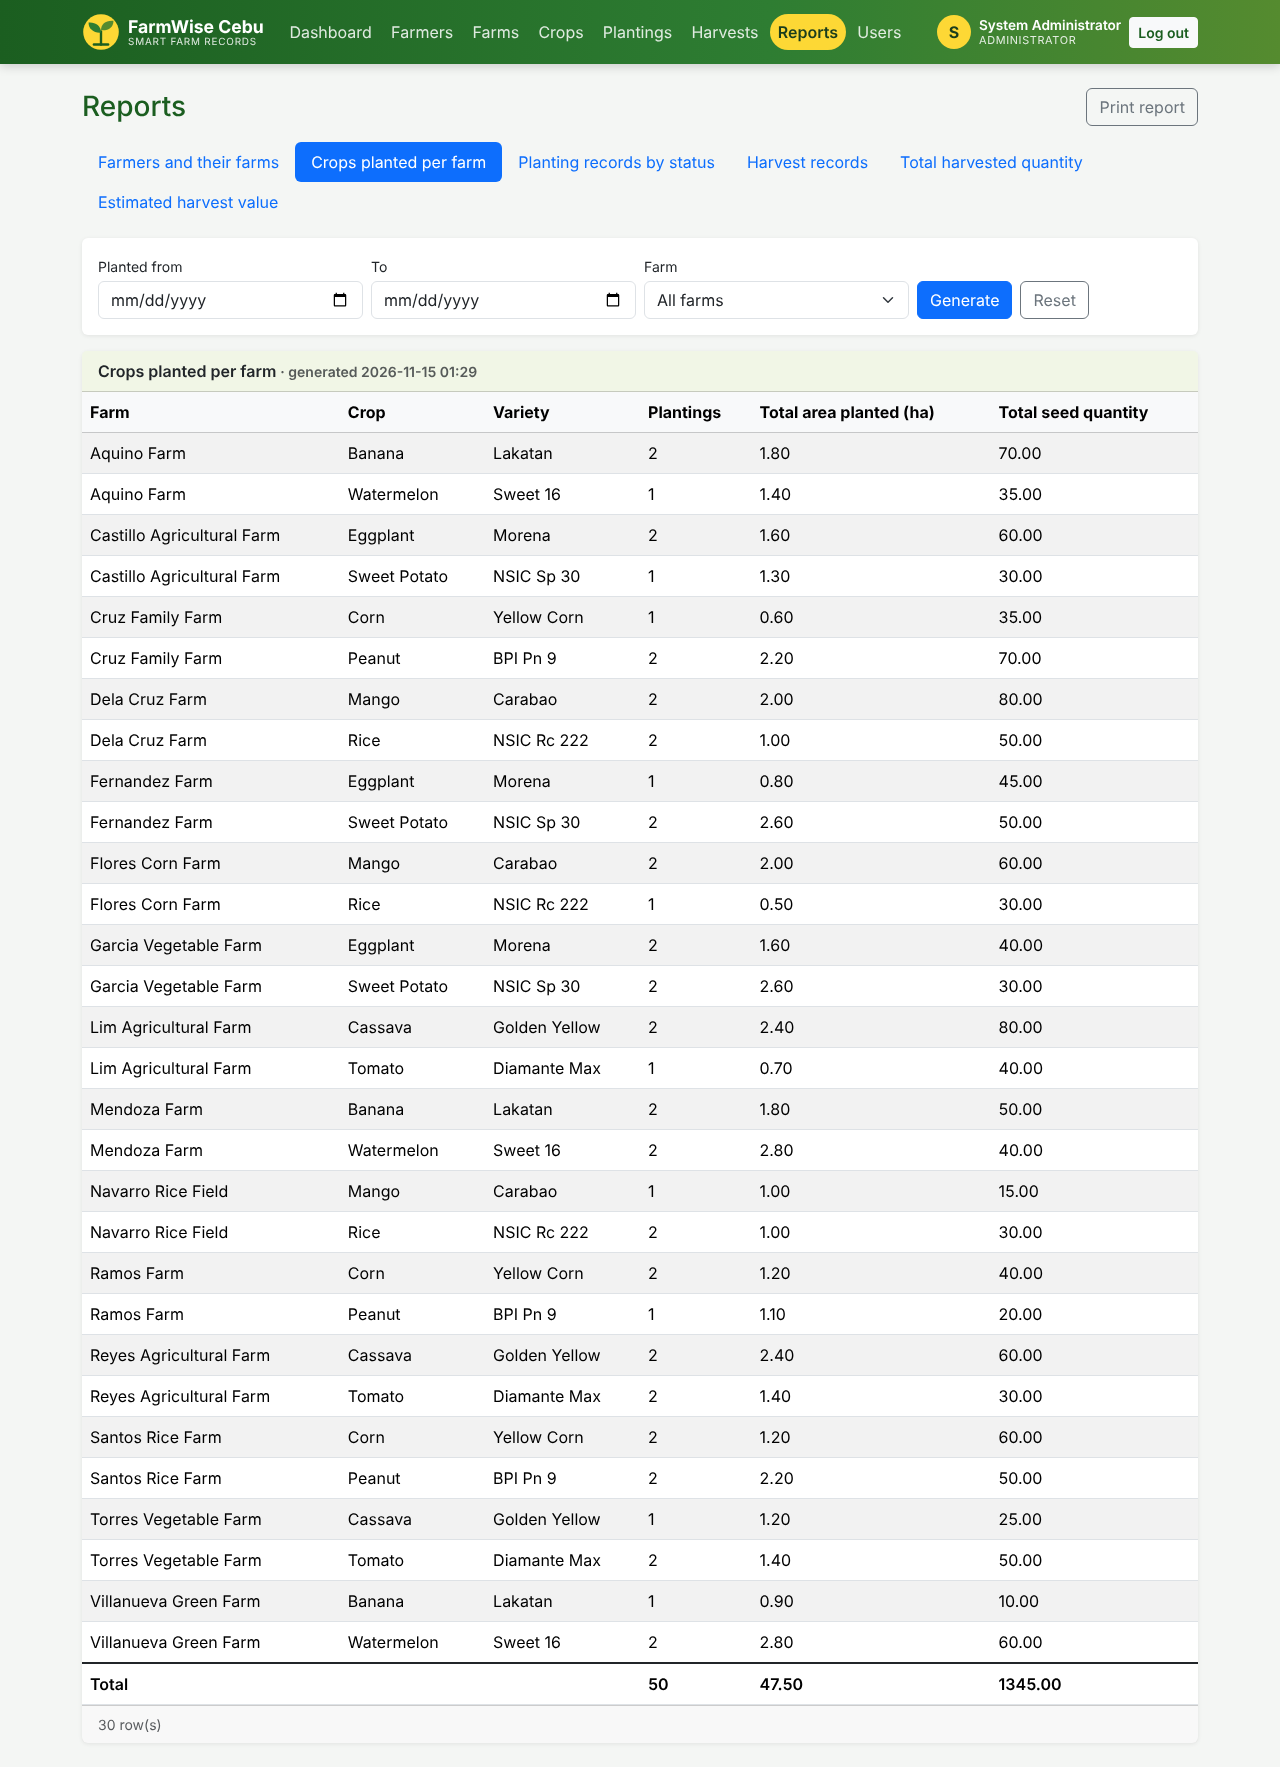 FarmWise Cebu
SMART FARM RECORDS
Dashboard Farmers Farms Crops Plantings Harvests Reports Users
S
System Administrator
ADMINISTRATOR
Log out
Reports
Print report
Farmers and their farms Crops planted per farm Planting records by status Harvest records Total harvested quantity
Estimated harvest value
Planted from To Farm
mm/dd/yyyy mm/dd/yyyy All farms Generate Reset
Crops planted per farm · generated 2026-11-15 01:29
Farm Crop Variety Plantings Total area planted (ha) Total seed quantity
Aquino Farm Banana Lakatan 2 1.80 70.00
Aquino Farm Watermelon Sweet 16 1 1.40 35.00
Castillo Agricultural Farm Eggplant Morena 2 1.60 60.00
Castillo Agricultural Farm Sweet Potato NSIC Sp 30 1 1.30 30.00
Cruz Family Farm Corn Yellow Corn 1 0.60 35.00
Cruz Family Farm Peanut BPI Pn 9 2 2.20 70.00
Dela Cruz Farm Mango Carabao 2 2.00 80.00
Dela Cruz Farm Rice NSIC Rc 222 2 1.00 50.00
Fernandez Farm Eggplant Morena 1 0.80 45.00
Fernandez Farm Sweet Potato NSIC Sp 30 2 2.60 50.00
Flores Corn Farm Mango Carabao 2 2.00 60.00
Flores Corn Farm Rice NSIC Rc 222 1 0.50 30.00
Garcia Vegetable Farm Eggplant Morena 2 1.60 40.00
Garcia Vegetable Farm Sweet Potato NSIC Sp 30 2 2.60 30.00
Lim Agricultural Farm Cassava Golden Yellow 2 2.40 80.00
Lim Agricultural Farm Tomato Diamante Max 1 0.70 40.00
Mendoza Farm Banana Lakatan 2 1.80 50.00
Mendoza Farm Watermelon Sweet 16 2 2.80 40.00
Navarro Rice Field Mango Carabao 1 1.00 15.00
Navarro Rice Field Rice NSIC Rc 222 2 1.00 30.00
Ramos Farm Corn Yellow Corn 2 1.20 40.00
Ramos Farm Peanut BPI Pn 9 1 1.10 20.00
Reyes Agricultural Farm Cassava Golden Yellow 2 2.40 60.00
Reyes Agricultural Farm Tomato Diamante Max 2 1.40 30.00
Santos Rice Farm Corn Yellow Corn 2 1.20 60.00
Santos Rice Farm Peanut BPI Pn 9 2 2.20 50.00
Torres Vegetable Farm Cassava Golden Yellow 1 1.20 25.00
Torres Vegetable Farm Tomato Diamante Max 2 1.40 50.00
Villanueva Green Farm Banana Lakatan 1 0.90 10.00
Villanueva Green Farm Watermelon Sweet 16 2 2.80 60.00
Total 50 47.50 1345.00
30 row(s)